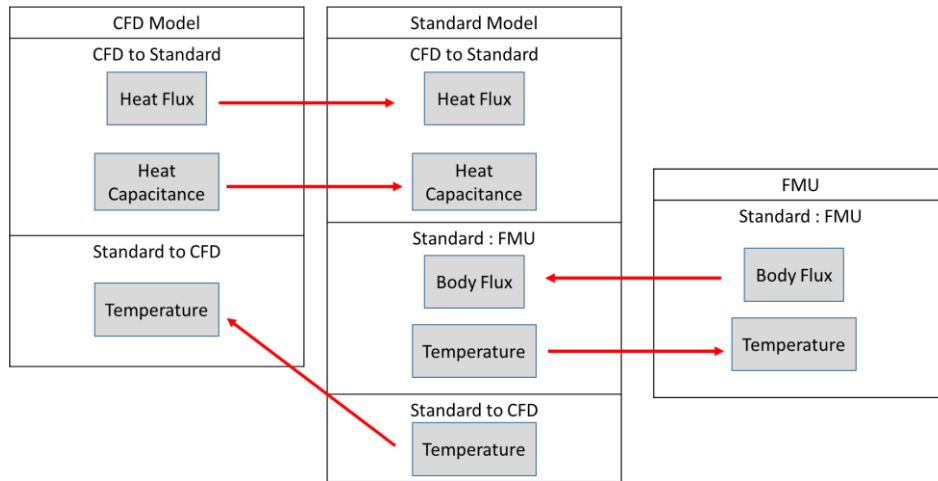 CFD Model
CFD to Standard
Heat Flux
Heat
Capacitance
Standard to CFD
Temperature
Standard Model
CFD to Standard
Heat Flux
Heat
Capacitance
Standard : FMU
Body Flux
Temperature
Standard to CFD
Temperature
FMU
Standard : FMU
Body Flux
Temperature